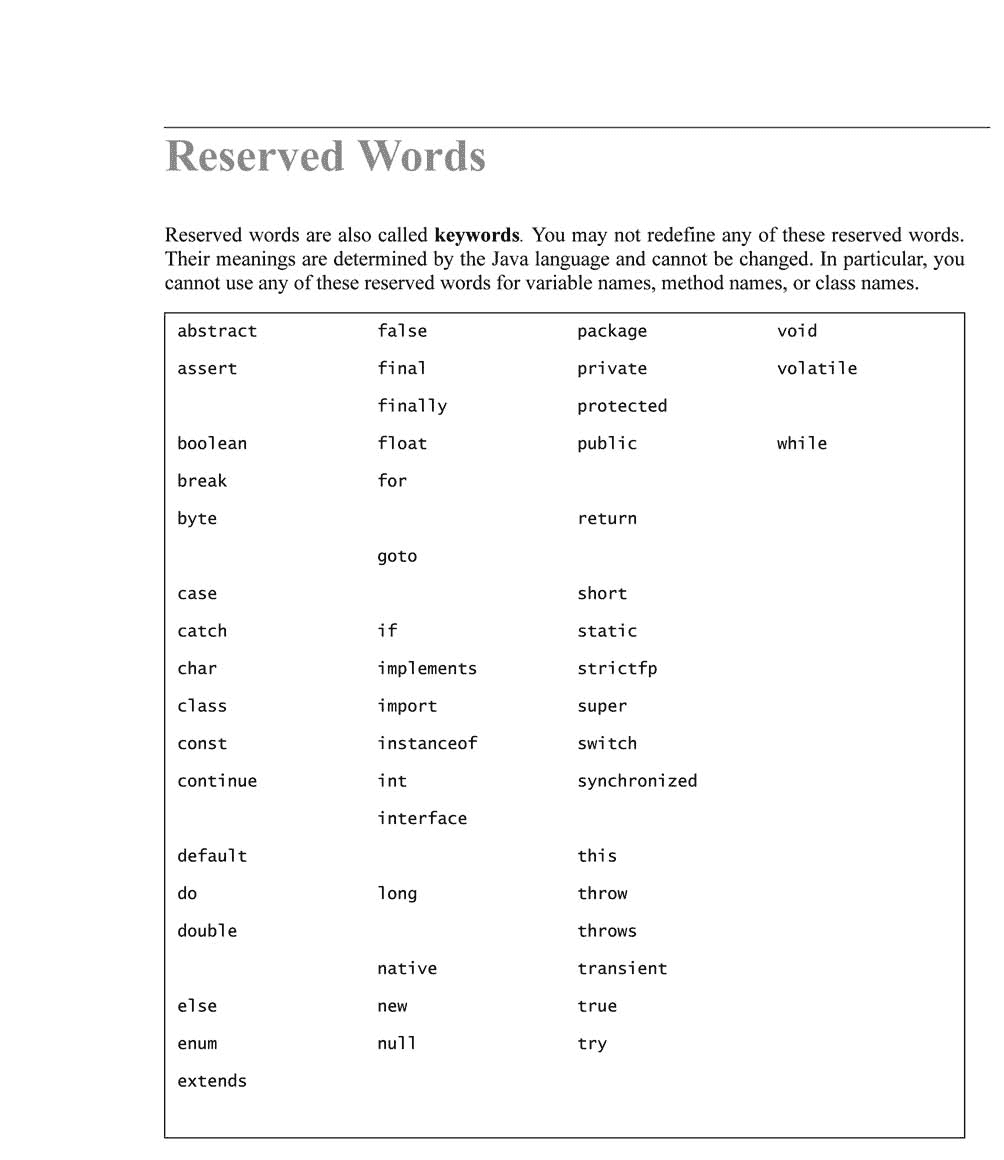 Reserved Words
Reserved words are also called keywords. You may not redefine any of these reserved words.
Their meanings are determined by the Java language and cannot be changed. In particular, you
cannot use any of these reserved words for variable names, method names, or class names.
abstract false package void
assert final private volatile
finally protected
boolean float public while
break for
byte return
goto
case short
catch if static
char implements strictfp
class import super
const instanceof switch
continue int synchronized
interface
default this
do long throw
double throws
native transient
else new true
enum null try
extends